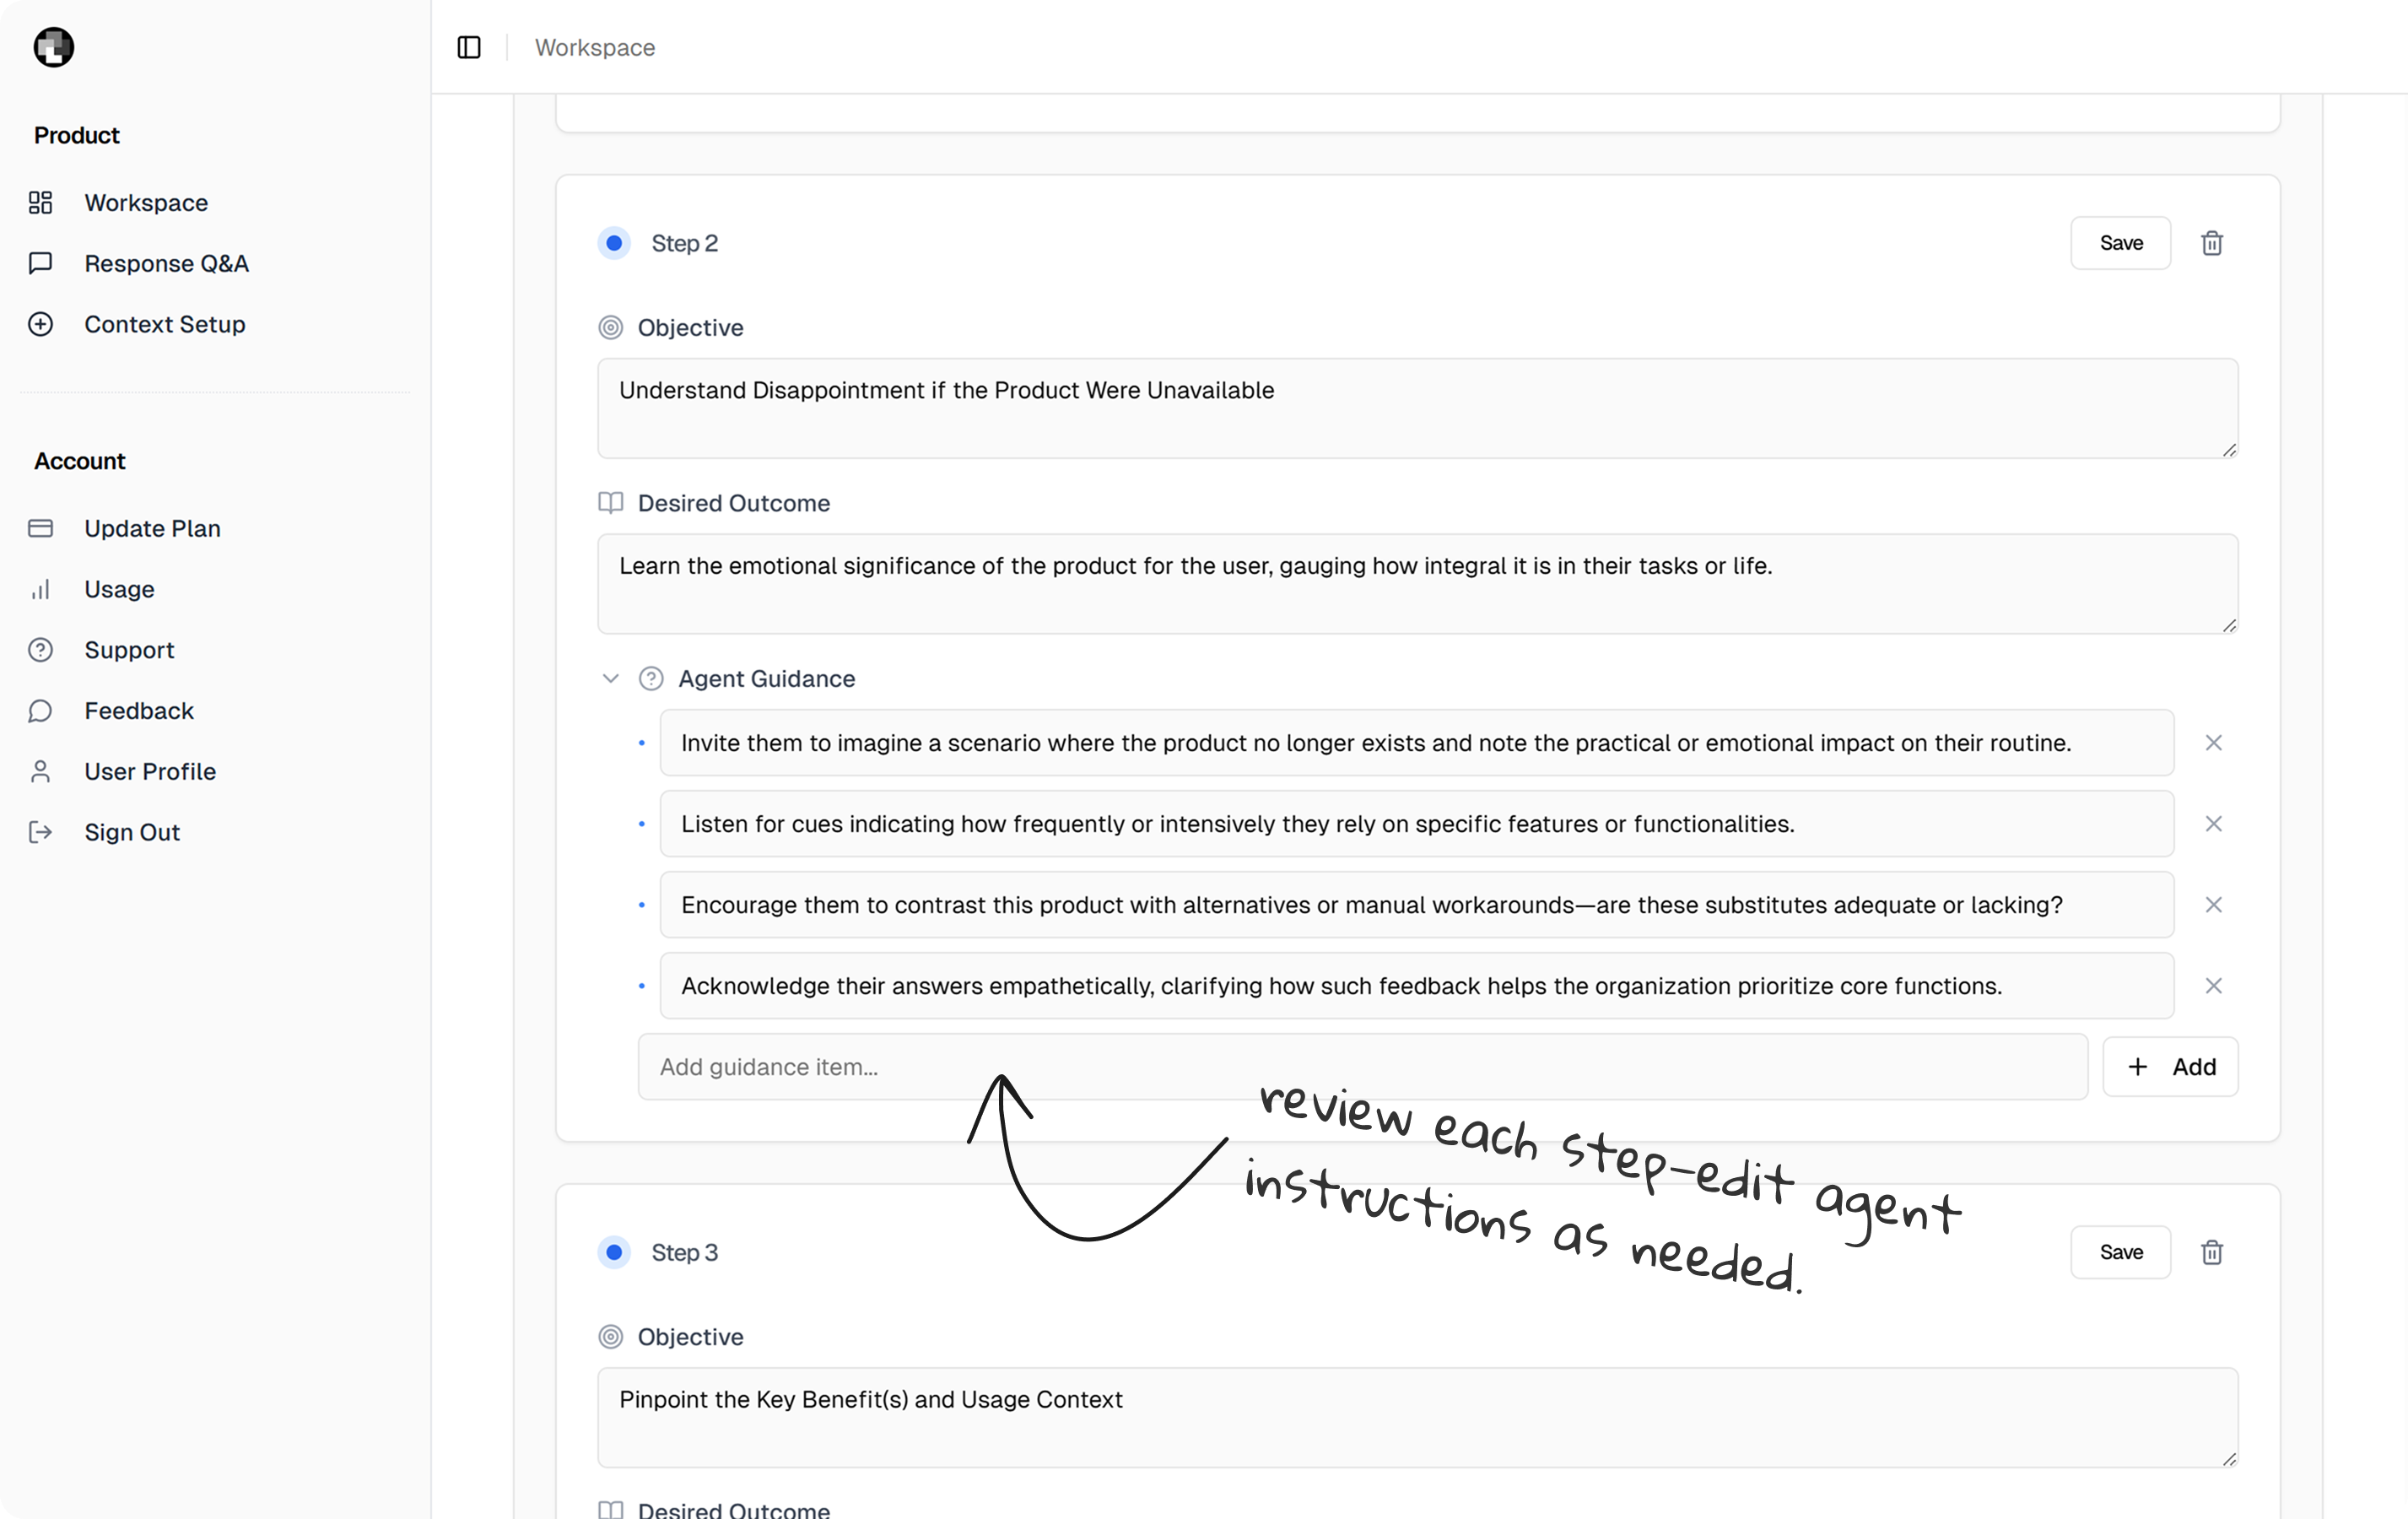 Workspace
Product
Workspace
Response Q&A
Context Setup
Account
Update Plan
Usage
Support
Feedback
User Profile
Sign Out
Step 2
Save
Objective
Understand Disappointment if the Product Were Unavailable
Desired Outcome
Learn the emotional significance of the product for the user, gauging how integral it is in their tasks or life.
Agent Guidance
Invite them to imagine a scenario where the product no longer exists and note the practical or emotional impact on their routine.
Listen for cues indicating how frequently or intensively they rely on specific features or functionalities.
Encourage them to contrast this product with alternatives or manual workarounds—are these substitutes adequate or lacking?
Acknowledge their answers empathetically, clarifying how such feedback helps the organization prioritize core functions.
Add guidance item...
Add
review each step-edit agent
instructions as needed.
Step 3
Save
Objective
Pinpoint the Key Benefit(s) and Usage Context
Desired Outcome